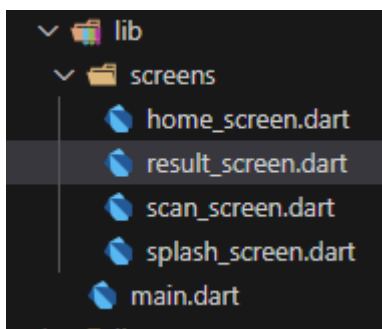 lib
screens
home_screen.dart
result_screen.dart
scan_screen.dart
splash_screen.dart
main.dart